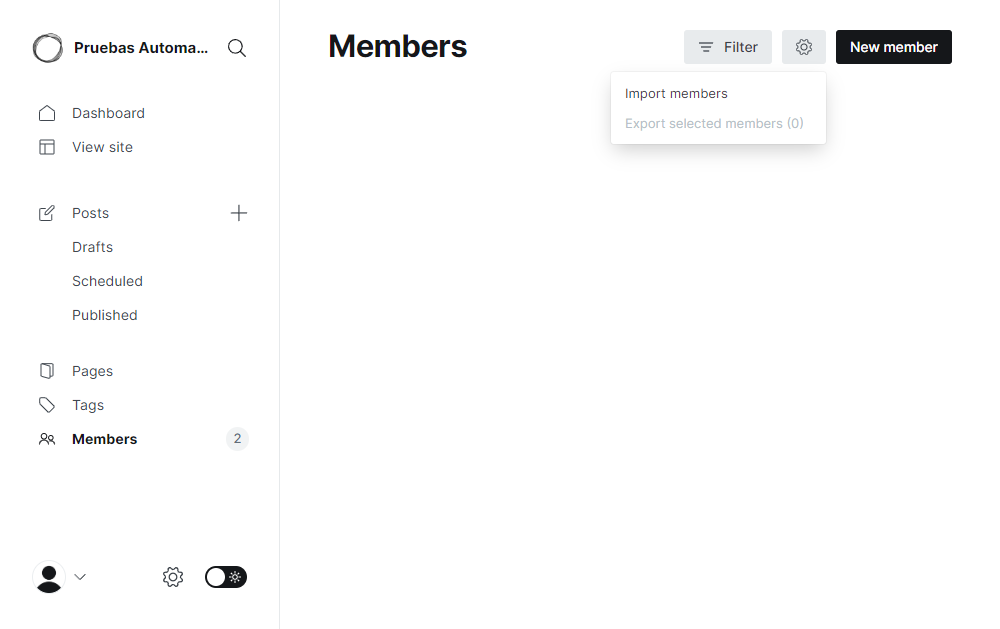 Pruebas Automa...
Dashboard
View site
Posts
Drafts
Scheduled
Published
Pages
Tags
Members
2
Members
Filter
New member
Import members
Export selected members (0)